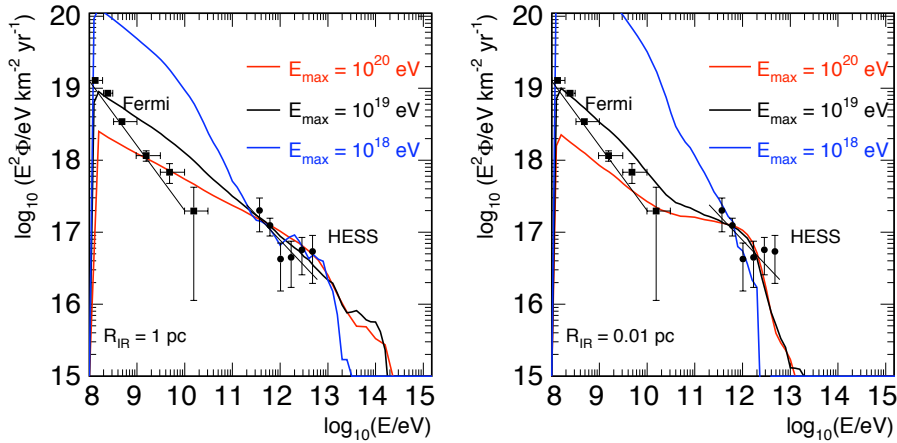 log₁₀ (E²Φ/eV km⁻² yr⁻¹)
20
19
18
17
16
15
E_max = 10²⁰ eV
E_max = 10¹⁹ eV
E_max = 10¹⁸ eV
Fermi
HESS
R_IR = 1 pc
8 9 10 11 12 13 14 15
log₁₀(E/eV)
log₁₀ (E²Φ/eV km⁻² yr⁻¹)
20
19
18
17
16
15
E_max = 10²⁰ eV
E_max = 10¹⁹ eV
E_max = 10¹⁸ eV
Fermi
HESS
R_IR = 0.01 pc
8 9 10 11 12 13 14 15
log₁₀(E/eV)